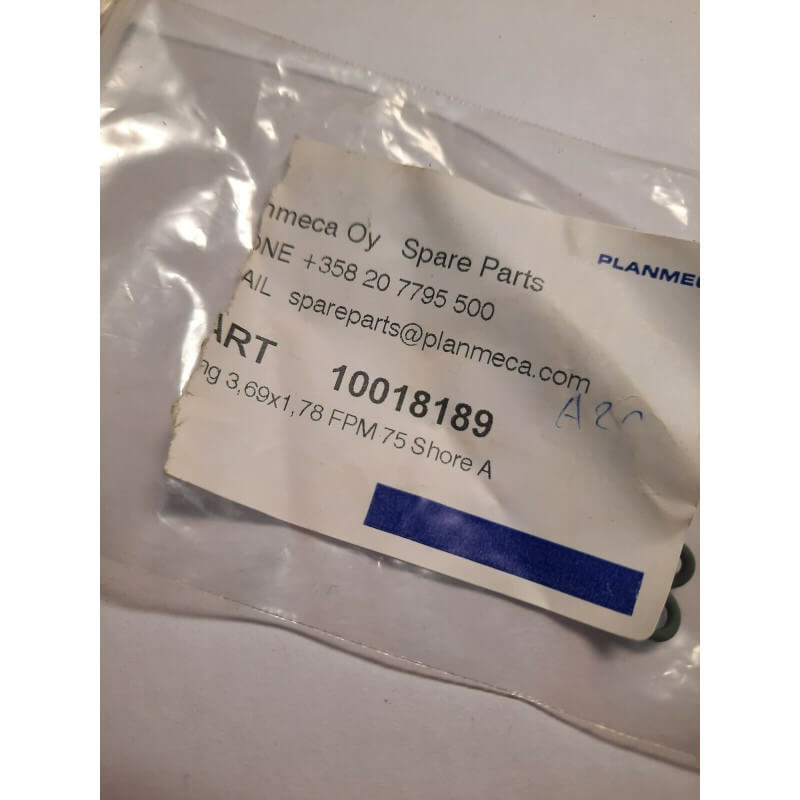 nmeca Oy Spare Parts
PLANMEC
ONE +358 20 7795 500
AIL spareparts@planmeca.com
ART 10018189
ng 3,69x1,78 FPM 75 Shore A